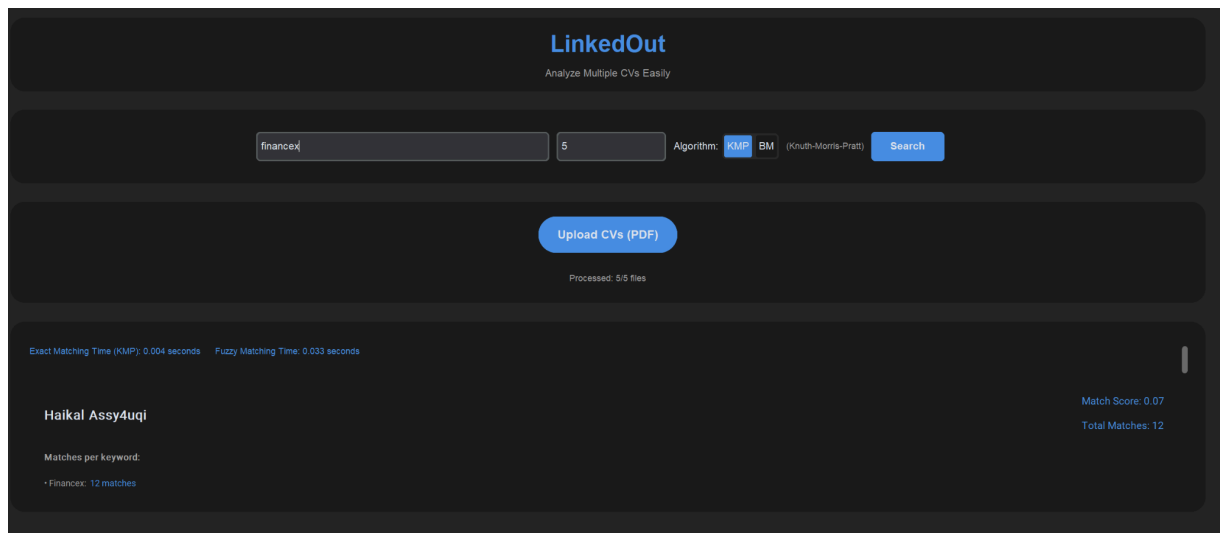 LinkedOut
Analyze Multiple CVs Easily
financex 5 Algorithm: KMP BM (Knuth-Morris-Pratt) Search
Upload CVs (PDF)
Processed: 5/5 files
Exact Matching Time (KMP): 0.004 seconds Fuzzy Matching Time: 0.033 seconds
Haikal Assy4uqi
Match Score: 0.07
Total Matches: 12
Matches per keyword:
• Financex: 12 matches